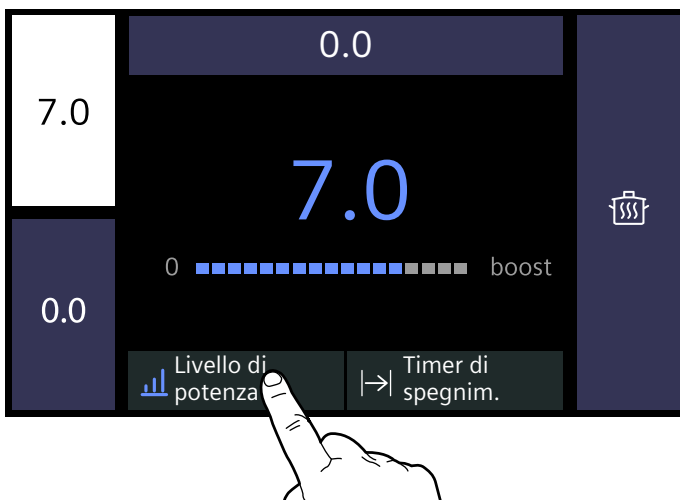 0.0
7.0
7.0
0 boost
0.0
Livello di
potenza
Timer di
spegnim.